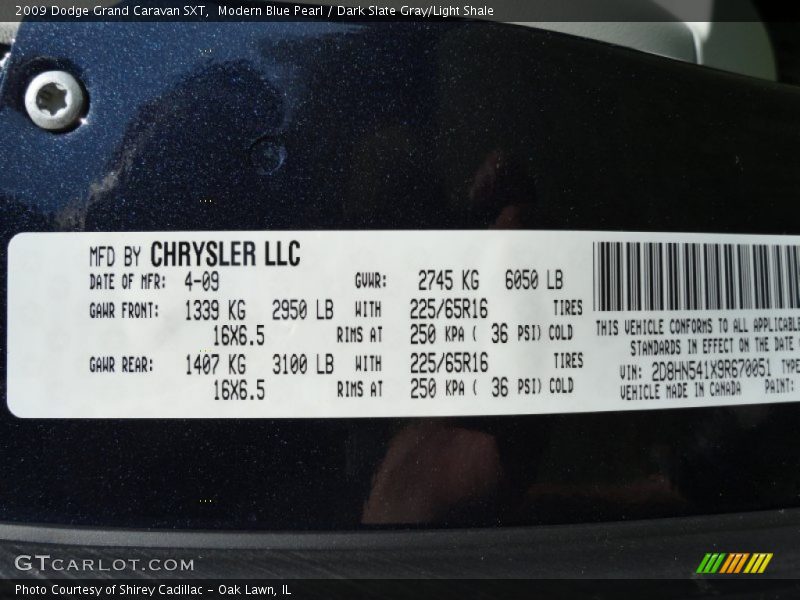 2009 Dodge Grand Caravan SXT,  Modern Blue Pearl / Dark Slate Gray/Light Shale
MFD BY CHRYSLER LLC
DATE OF MFR: 4-09 GVWR: 2745 KG 6050 LB
GAWR FRONT: 1339 KG 2950 LB WITH 225/65R16 TIRES
16X6.5 RIMS AT 250 KPA ( 36 PSI) COLD
GAWR REAR: 1407 KG 3100 LB WITH 225/65R16 TIRES
16X6.5 RIMS AT 250 KPA ( 36 PSI) COLD
THIS VEHICLE CONFORMS TO ALL APPLICABLE
STANDARDS IN EFFECT ON THE DATE
VIN: 2D8HN541X9R670051 TYPE
VEHICLE MADE IN CANADA PAINT:
GTCARLOT.COM
Photo Courtesy of Shirey Cadillac - Oak Lawn, IL